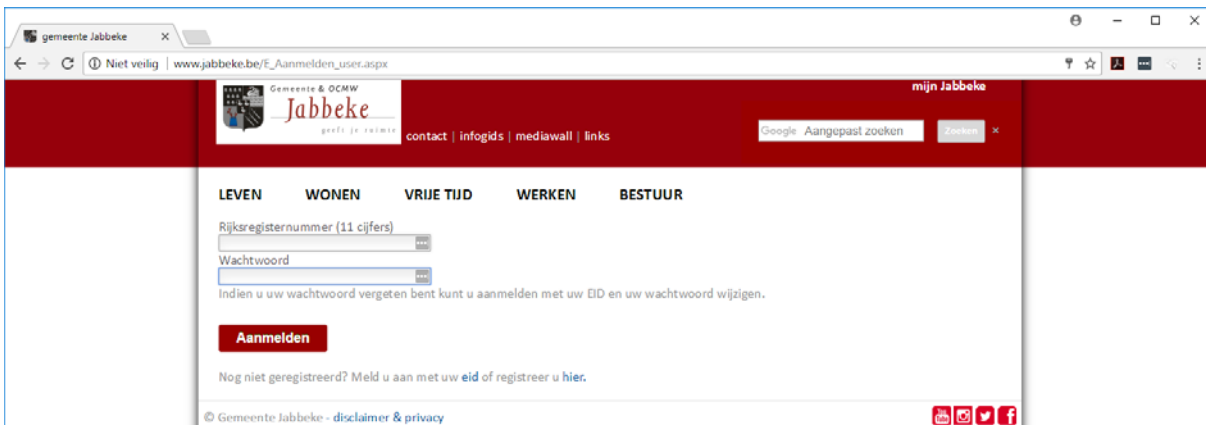 gemeente Jabbeke
Niet veilig | www.jabbeke.be/E_Aanmelden_user.aspx
mijn Jabbeke
Gemeente & OCMW
Jabbeke
geeft je ruimte
contact | infogids | mediawall | links
Google Aangepast zoeken
Zoeken ×
LEVEN WONEN VRIJE TIJD WERKEN BESTUUR
Rijksregisternummer (11 cijfers)
Wachtwoord
Indien u uw wachtwoord vergeten bent kunt u aanmelden met uw EID en uw wachtwoord wijzigen.
Aanmelden
Nog niet geregistreerd? Meld u aan met uw eid of registreer u hier.
© Gemeente Jabbeke - disclaimer & privacy
You Tube